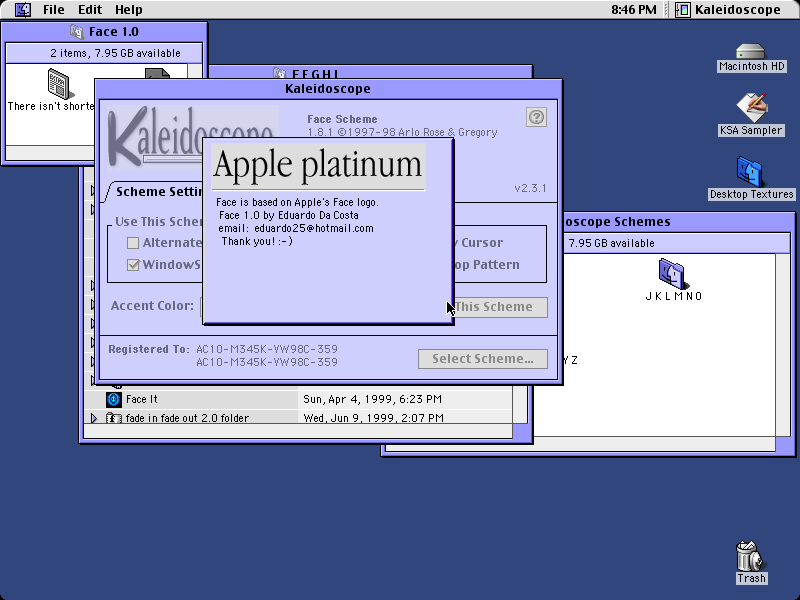 File Edit Help
8:46 PM
Kaleidoscope
Face 1.0
2 items, 7.95 GB available
There isn't shorte
EFGHI
Kaleidoscope
Kaleidoscope
Face Scheme
1.8.1 ©1997-98 Arlo Rose & Gregory
v2.3.1
Scheme Settin
Use This Schem
Alternate
WindowS
y Cursor
op Pattern
Accent Color:
This Scheme
Registered To: AC10-M345K-VW98C-359
AC10-M345K-VW98C-359
Select Scheme...
Apple platinum
Face is based on Apple's Face logo.
Face 1.0 by Eduardo Da Costa
email: eduardo25@hotmail.com
Thank you! :-)
Face It
Sun, Apr 4, 1999, 6:23 PM
fade in fade out 2.0 folder
Wed, Jun 9, 1999, 2:07 PM
oscope Schemes
7.95 GB available
JKLMNO
YZ
Macintosh HD
KSA Sampler
Desktop Textures
Trash